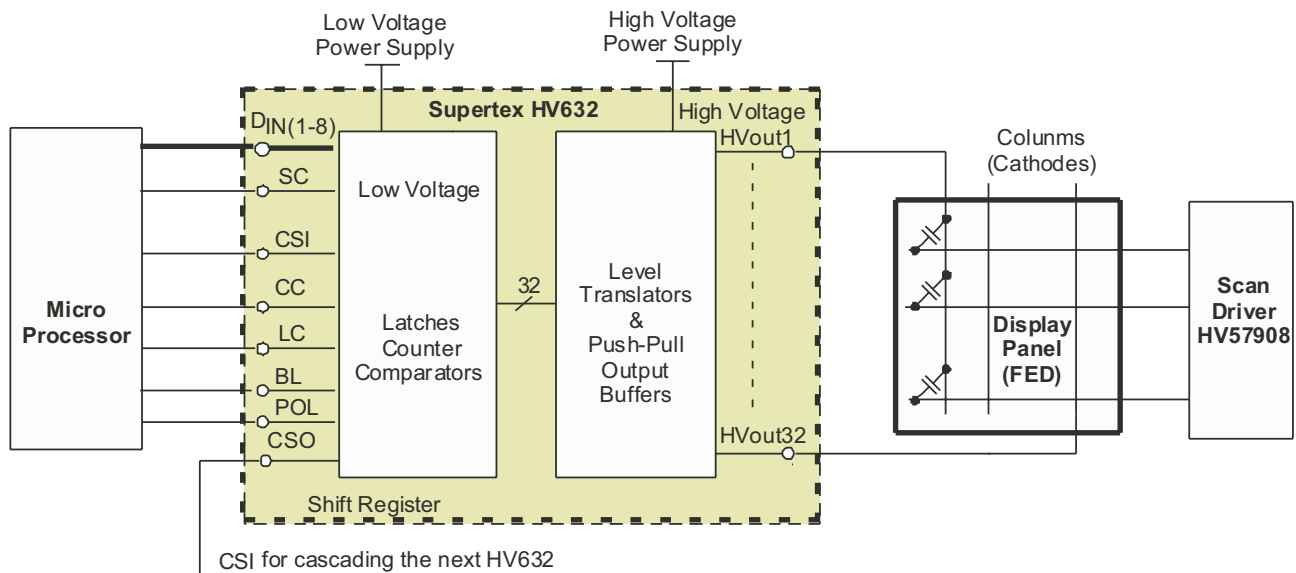 Low Voltage
Power Supply
High Voltage
Power Supply
Supertex HV632
DIN(1-8)
SC
CSI
CC
LC
BL
POL
CSO
Micro
Processor
Low Voltage
Latches
Counter
Comparators
32
Level
Translators
&
Push-Pull
Output
Buffers
High Voltage
HVout1
HVout32
Shift Register
CSI for cascading the next HV632
Colunms
(Cathodes)
Display
Panel
(FED)
Scan
Driver
HV57908